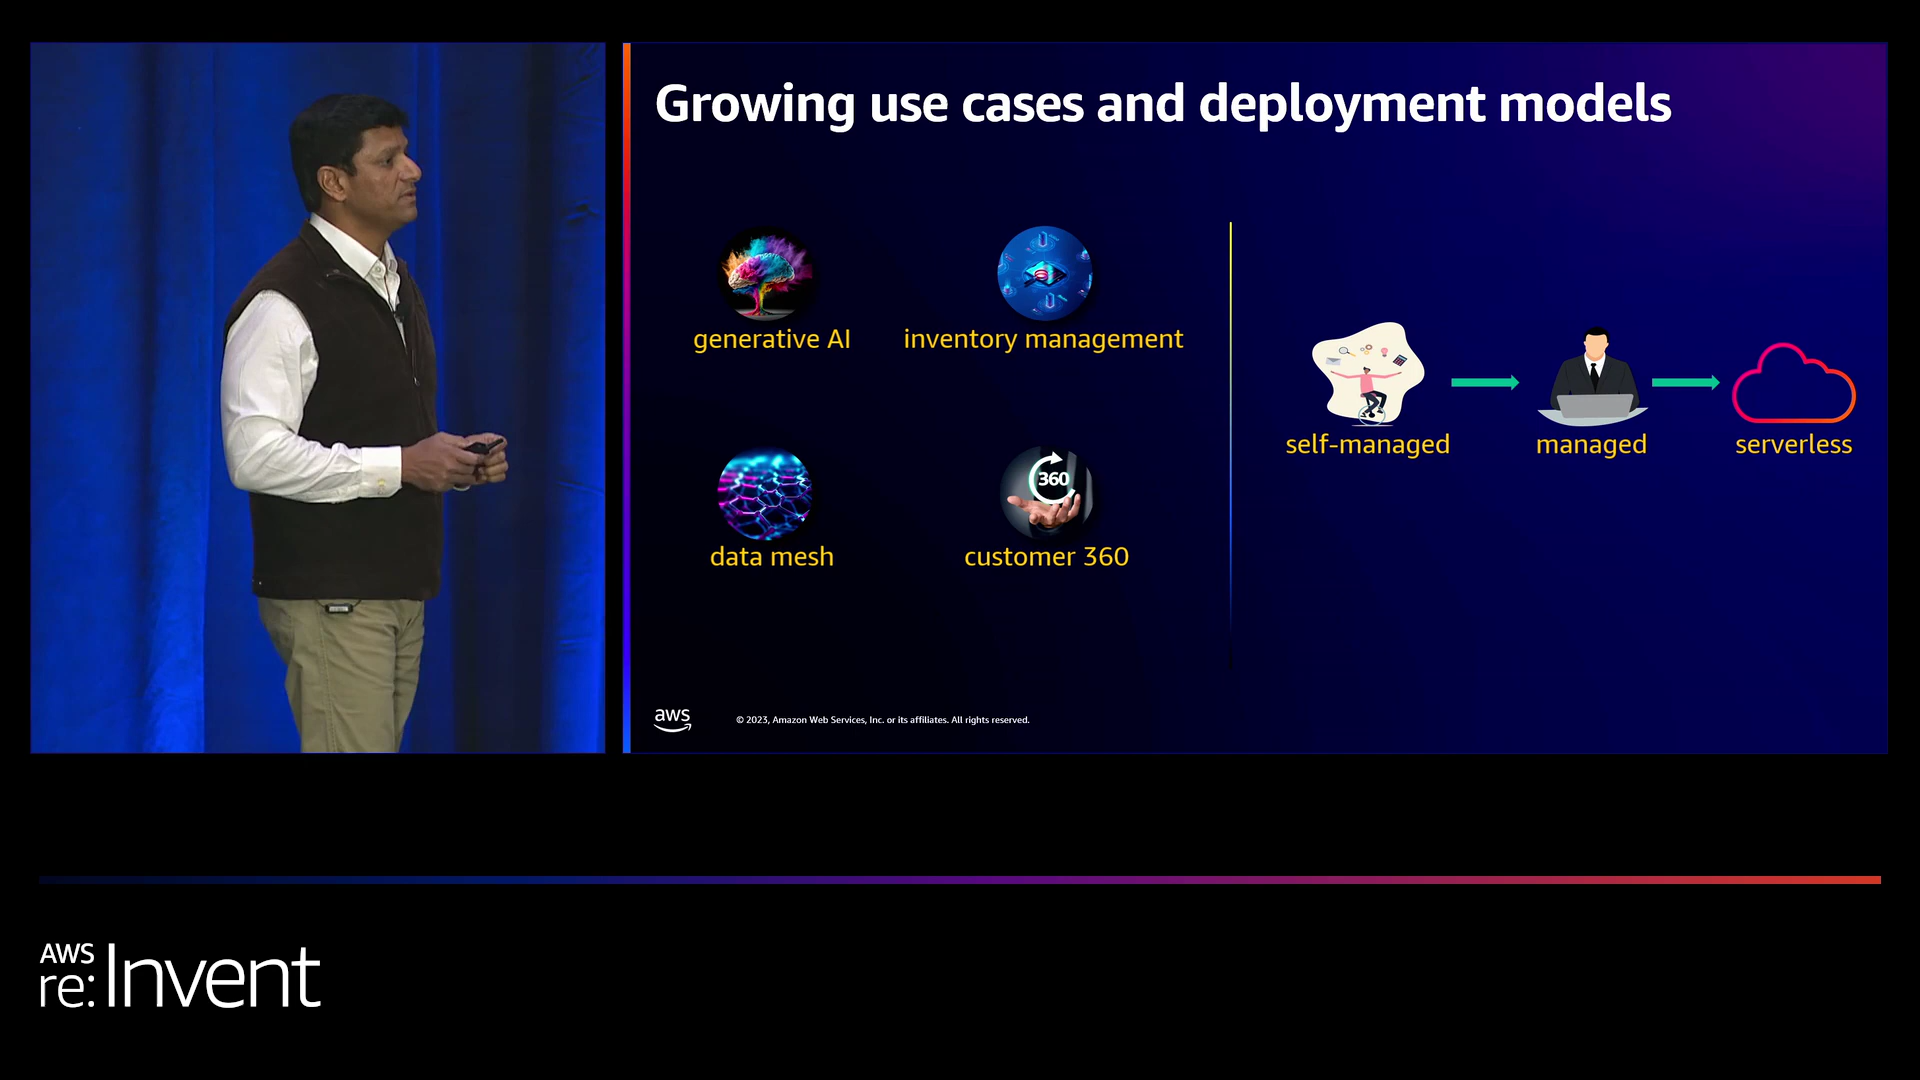 Growing use cases and deployment models
generative AI
inventory management
data mesh
360
customer 360
self-managed
managed
serverless
aws
© 2023, Amazon Web Services, Inc. or its affiliates. All rights reserved.
AWS
re:Invent